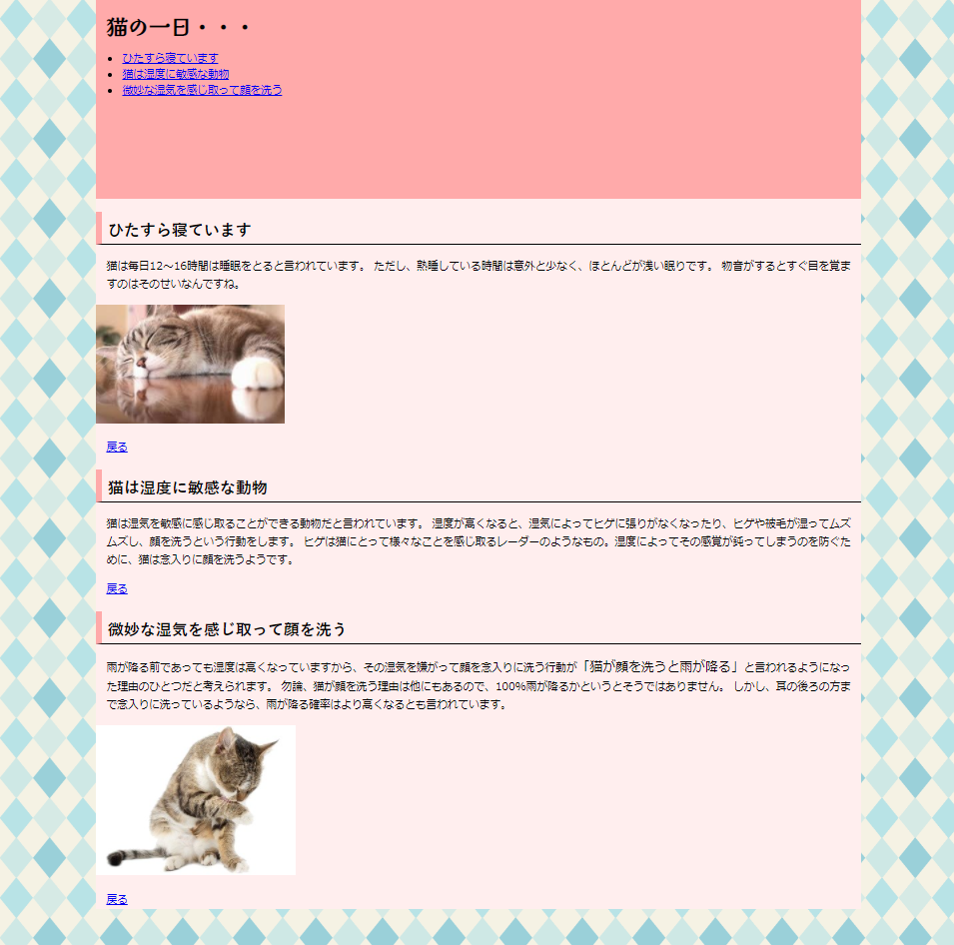 猫の一日・・・
ひたすら寝ています
猫は湿度に敏感な動物
微妙な湿気を感じ取って顔を洗う
ひたすら寝ています
猫は毎日12～16時間は睡眠をとると言われています。 ただし、熟睡している時間は意外と少なく、ほとんどが浅い眠りです。 物音がするとすぐ目を覚ま
すのはそのせいなんですね。
戻る
猫は湿度に敏感な動物
猫は湿気を敏感に感じ取ることができる動物だと言われています。 湿度が高くなると、湿気によってヒゲに張りがなくなったり、ヒゲや被毛が湿ってムズ
ムズし、顔を洗うという行動をします。 ヒゲは猫にとって様々なことを感じ取るレーダーのようなもの。湿度によってその感覚が鈍ってしまうのを防ぐた
めに、猫は念入りに顔を洗うようです。
戻る
微妙な湿気を感じ取って顔を洗う
雨が降る前であっても湿度は高くなっていますから、その湿気を嫌がって顔を念入りに洗う行動が「猫が顔を洗うと雨が降る」と言われるようになっ
た理由のひとつだと考えられます。 勿論、猫が顔を洗う理由は他にもあるので、100%雨が降るかというとそうではありません。 しかし、耳の後ろの方ま
で念入りに洗っているようなら、雨が降る確率はより高くなるとも言われています。
戻る